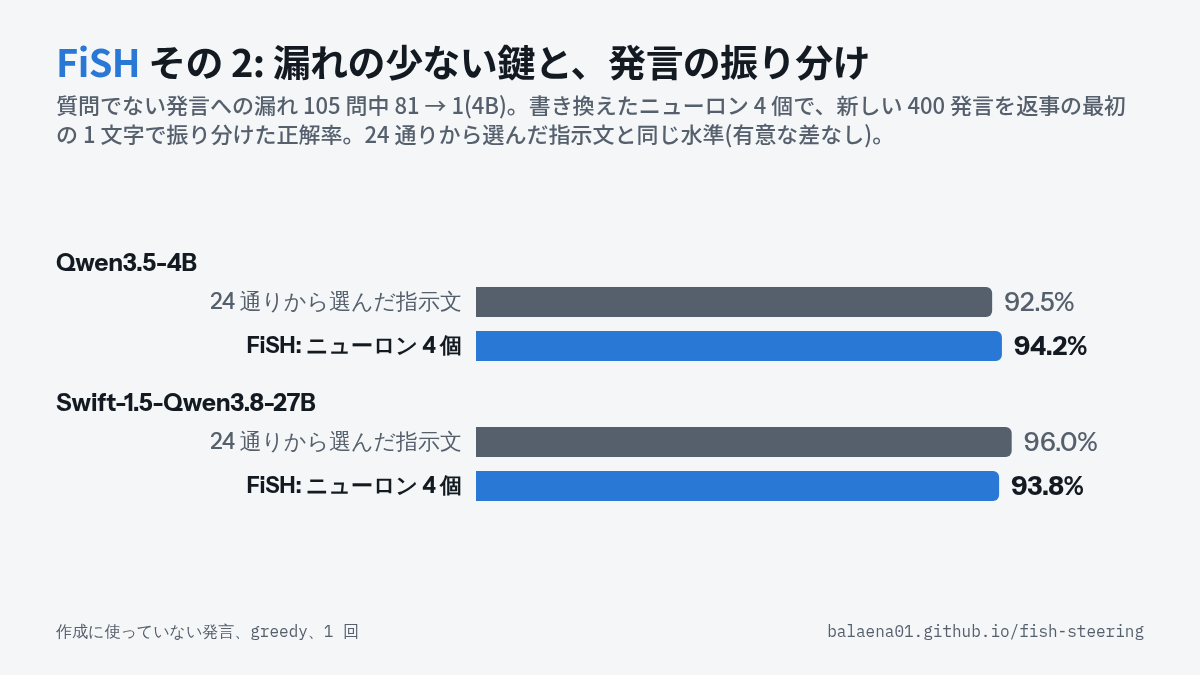 FiSH その 2: 漏れの少ない鍵と、発言の振り分け
質問でない発言への漏れ 105 問中 81 → 1(4B)。書き換えたニューロン 4 個で、新しい 400 発言を返事の最初
の 1 文字で振り分けた正解率。24 通りから選んだ指示文と同じ水準(有意な差なし)。
Qwen3.5-4B
24 通りから選んだ指示文 92.5%
FiSH: ニューロン 4 個 94.2%
Swift-1.5-Qwen3.8-27B
24 通りから選んだ指示文 96.0%
FiSH: ニューロン 4 個 93.8%
作成に使っていない発言、greedy、1 回
balaena01.github.io/fish-steering